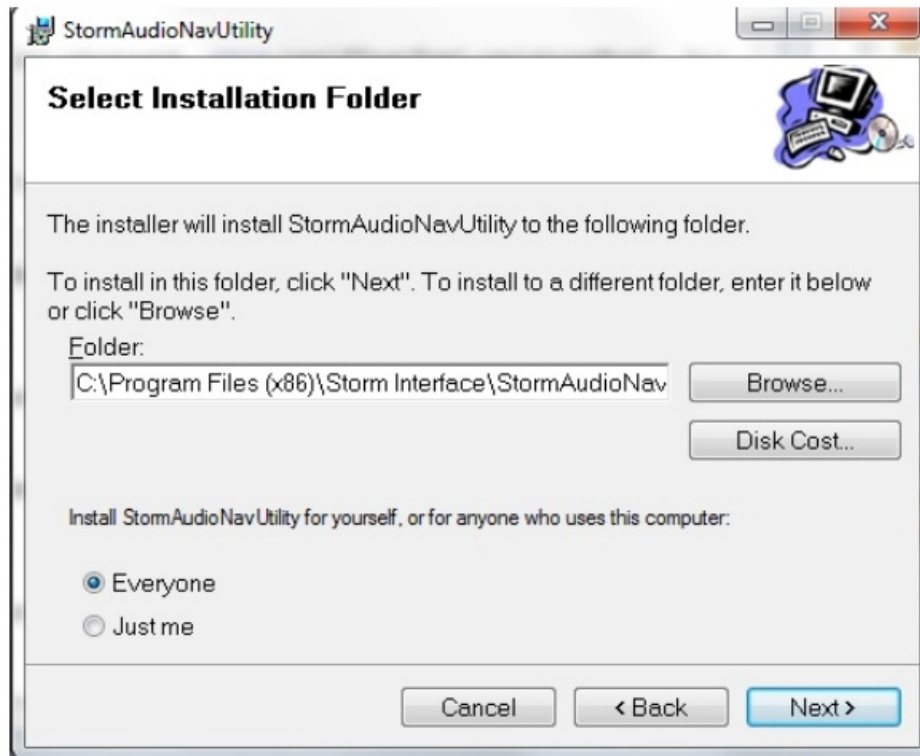 StormAudioNavUtility
Select Installation Folder
The installer will install StormAudioNavUtility to the following folder.
To install in this folder, click "Next". To install to a different folder, enter it below
or click "Browse".
Folder:
C:\Program Files (x86)\Storm Interface\StormAudioNav
Browse...
Disk Cost...
Install StormAudioNavUtility for yourself, or for anyone who uses this computer:
Everyone
Just me
Cancel
< Back
Next >